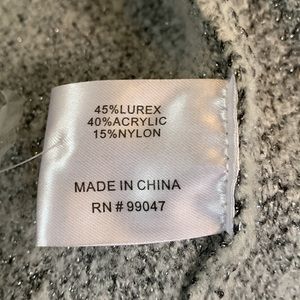 45%LUREX
40%ACRYLIC
15%NYLON
MADE IN CHINA
RN # 99047